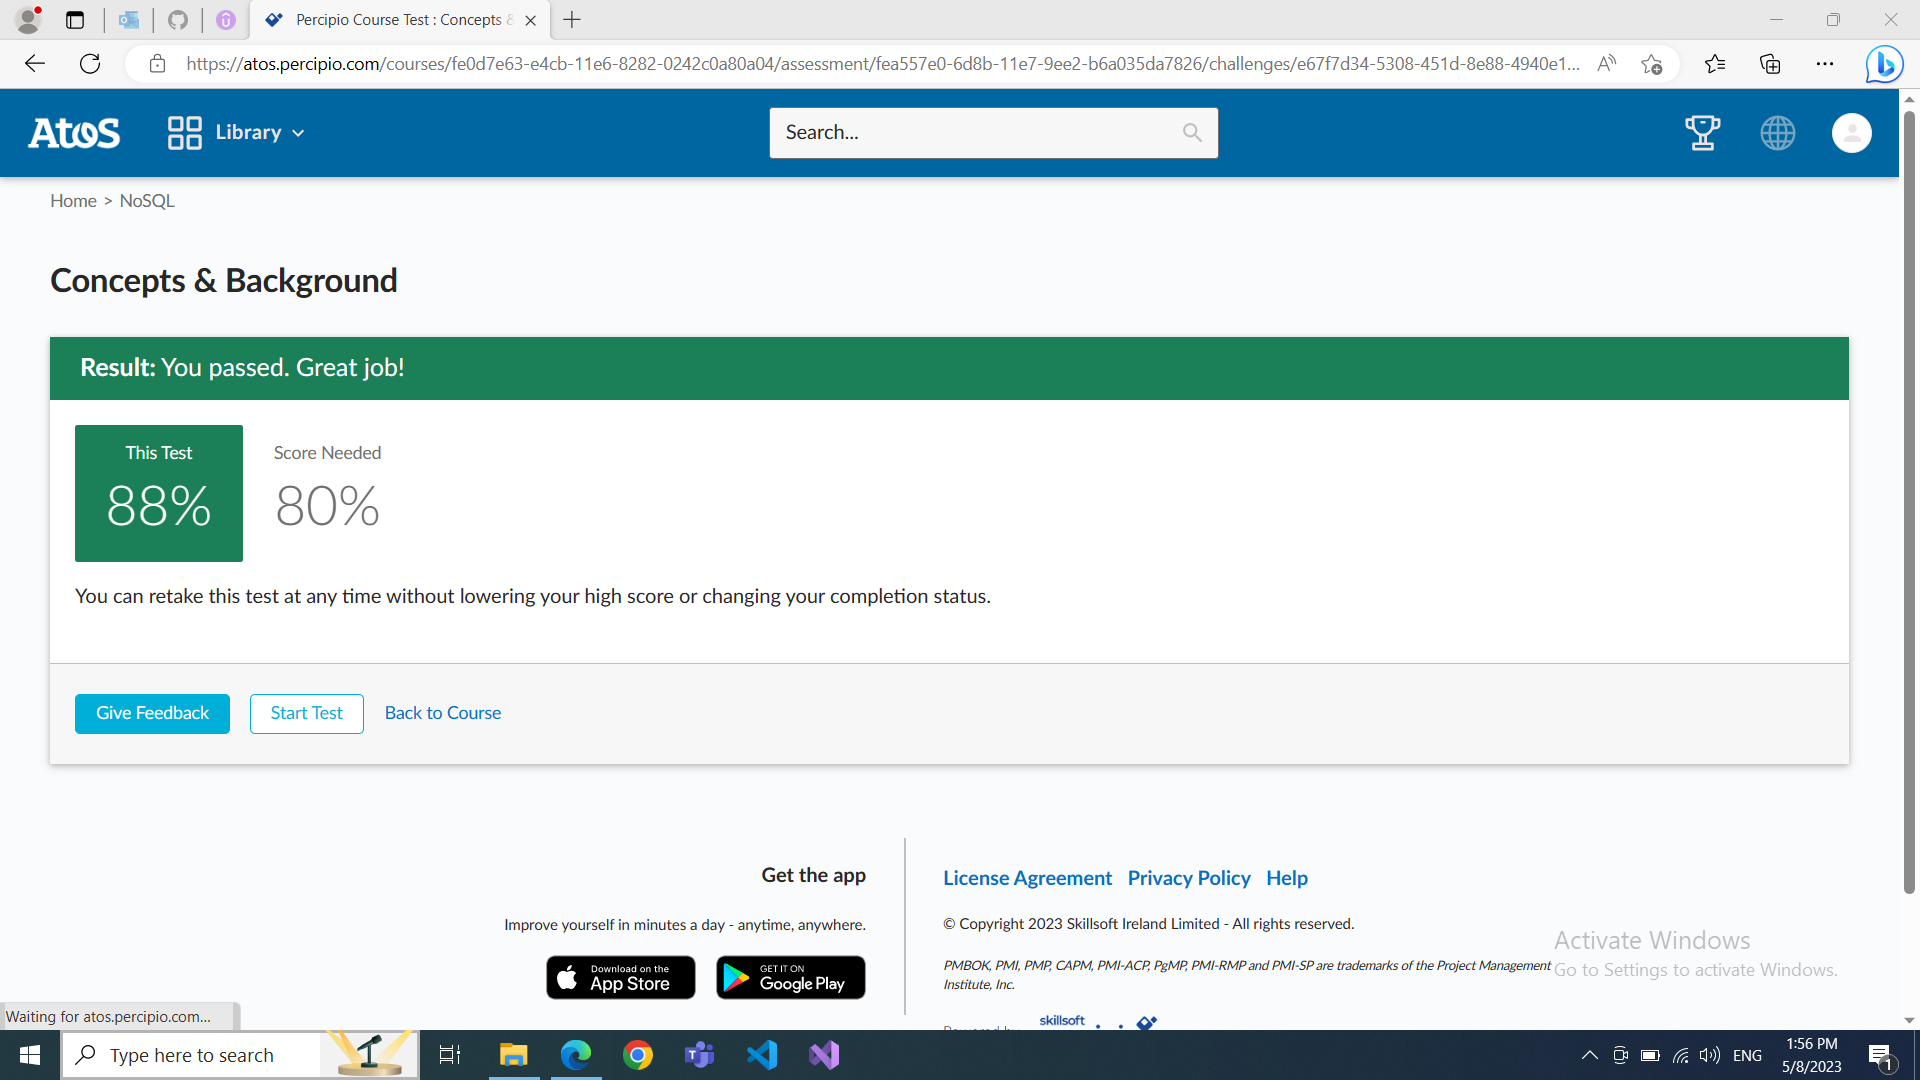 Percipio Course Test : Concepts &
https://atos.percipio.com/courses/fe0d7e63-e4cb-11e6-8282-0242c0a80a04/assessment/fea557e0-6d8b-11e7-9ee2-b6a035da7826/challenges/e67f7d34-5308-451d-8e88-4940e1...
Atos
Library
Search...
Home > NoSQL
Concepts & Background
Result: You passed. Great job!
This Test
88%
Score Needed
80%
You can retake this test at any time without lowering your high score or changing your completion status.
Give Feedback
Start Test
Back to Course
Get the app
Improve yourself in minutes a day - anytime, anywhere.
Download on the
App Store
GET IT ON
Google Play
License Agreement Privacy Policy Help
© Copyright 2023 Skillsoft Ireland Limited - All rights reserved.
PMBOK, PMI, PMP, CAPM, PMI-ACP, PgMP, PMI-RMP and PMI-SP are trademarks of the Project Management
Institute, Inc.
Powered by
skillsoft
Activate Windows
Go to Settings to activate Windows.
Waiting for atos.percipio.com...
Type here to search
ENG
1:56 PM
5/8/2023
1